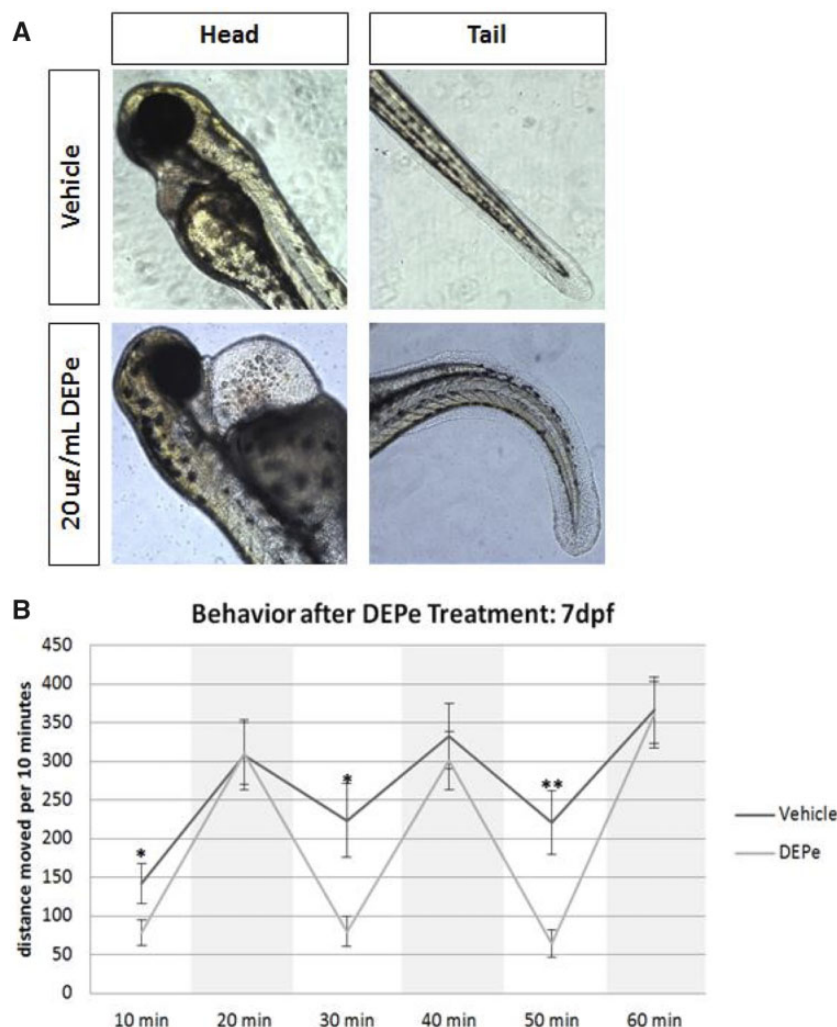 A
Head
Tail
Vehicle
20 ug/mL DEPe
B
Behavior after DEPe Treatment: 7dpf
distance moved per 10 minutes
450
400
350
300
250
200
150
100
50
0
*
*
**
Vehicle
DEPe
10 min 20 min 30 min 40 min 50 min 60 min